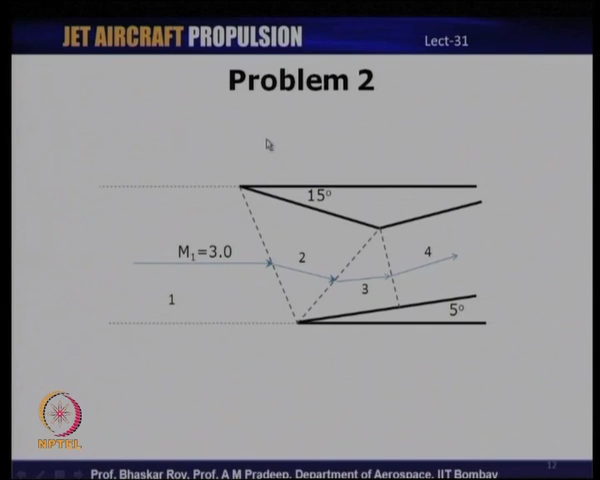 JET AIRCRAFT PROPULSION
Lect-31
Problem 2
15°
M₁=3.0
2
4
3
1
5°
NPTEL
12
Prof. Bhaskar Roy, Prof. A M Pradeep, Department of Aerospace, IIT Bombay